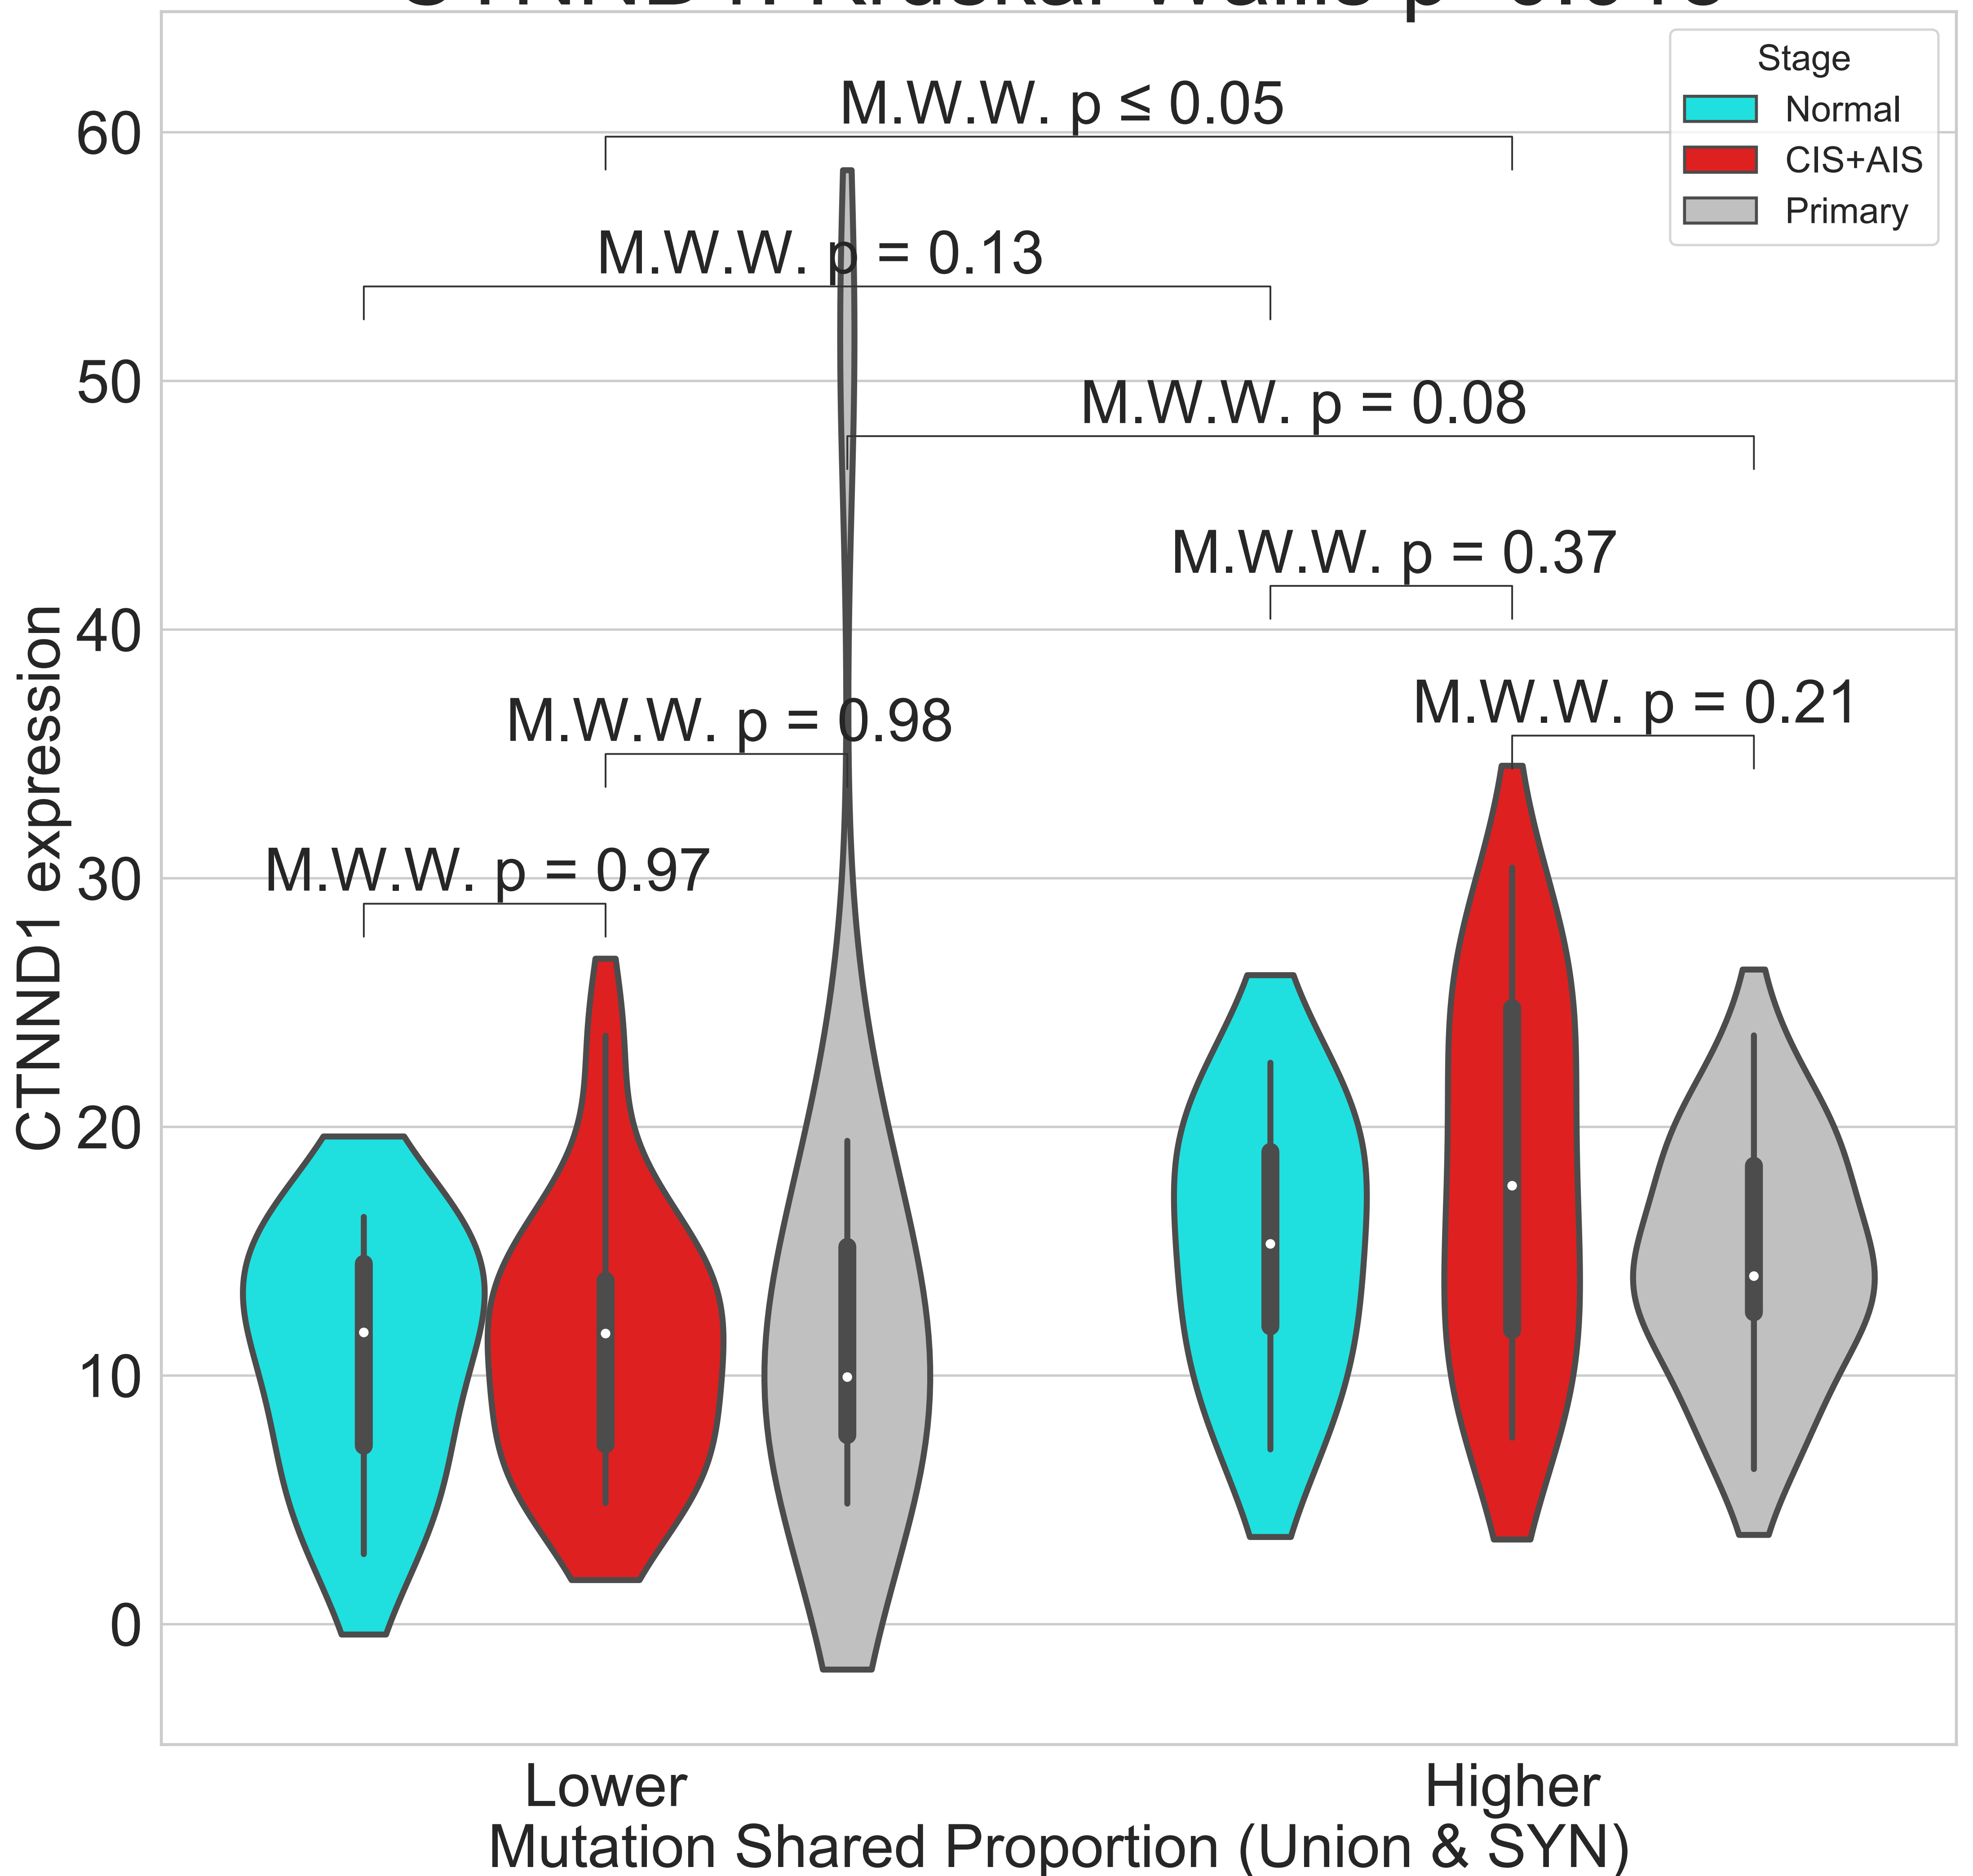 Stage
Normal
CIS+AIS
Primary
M.W.W. p ≤ 0.05
M.W.W. p = 0.13
M.W.W. p = 0.08
M.W.W. p = 0.37
M.W.W. p = 0.98
M.W.W. p = 0.21
M.W.W. p = 0.97
CTNND1 expression
60
50
40
30
20
10
0
Lower
Higher
Mutation Shared Proportion (Union & SYN)